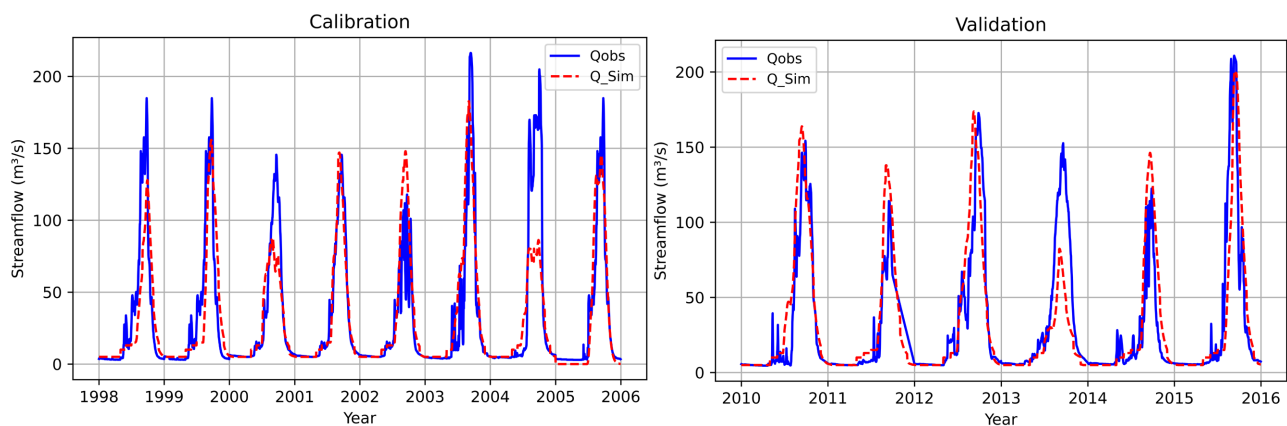 Calibration
Streamflow (m³/s)
200
150
100
50
0
Qobs
Q_Sim
1998 1999 2000 2001 2002 2003 2004 2005 2006
Year
Validation
Streamflow (m³/s)
200
150
100
50
0
Qobs
Q_Sim
2010 2011 2012 2013 2014 2015 2016
Year